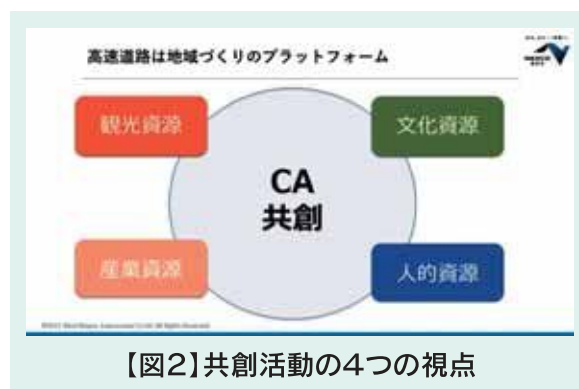 高速道路は地域づくりのプラットフォーム
観光資源
文化資源
CA
共創
産業資源
人的資源
【図2】共創活動の4つの視点